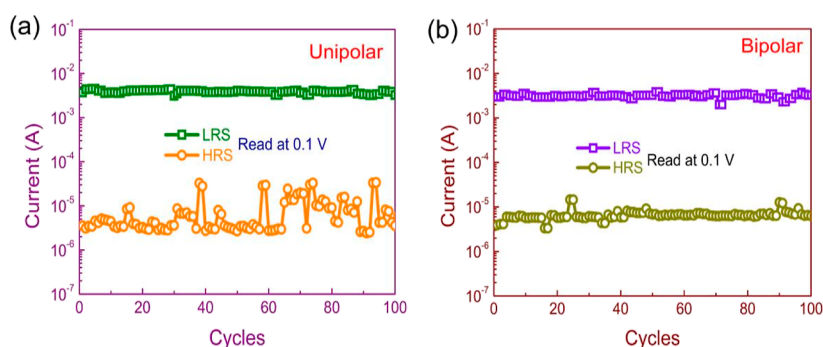 (a)
Unipolar
10⁻¹
10⁻²
10⁻³
10⁻⁴
10⁻⁵
10⁻⁶
10⁻⁷
Current (A)
LRS
HRS
Read at 0.1 V
0 20 40 60 80 100
Cycles
(b)
Bipolar
10⁻¹
10⁻²
10⁻³
10⁻⁴
10⁻⁵
10⁻⁶
10⁻⁷
Current (A)
LRS
HRS
Read at 0.1 V
0 20 40 60 80 100
Cycles